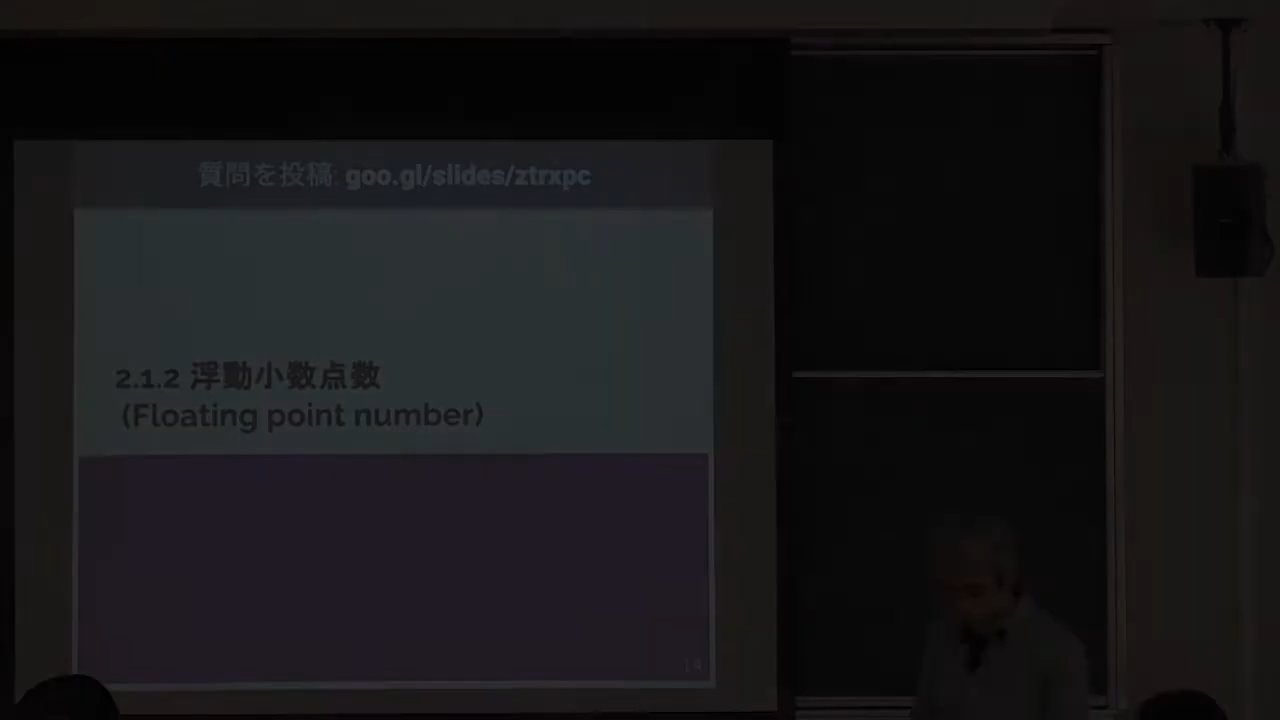 質問を投稿: goo.gl/slides/ztrxpc
2.1.2 浮動小数点数
(Floating point number)